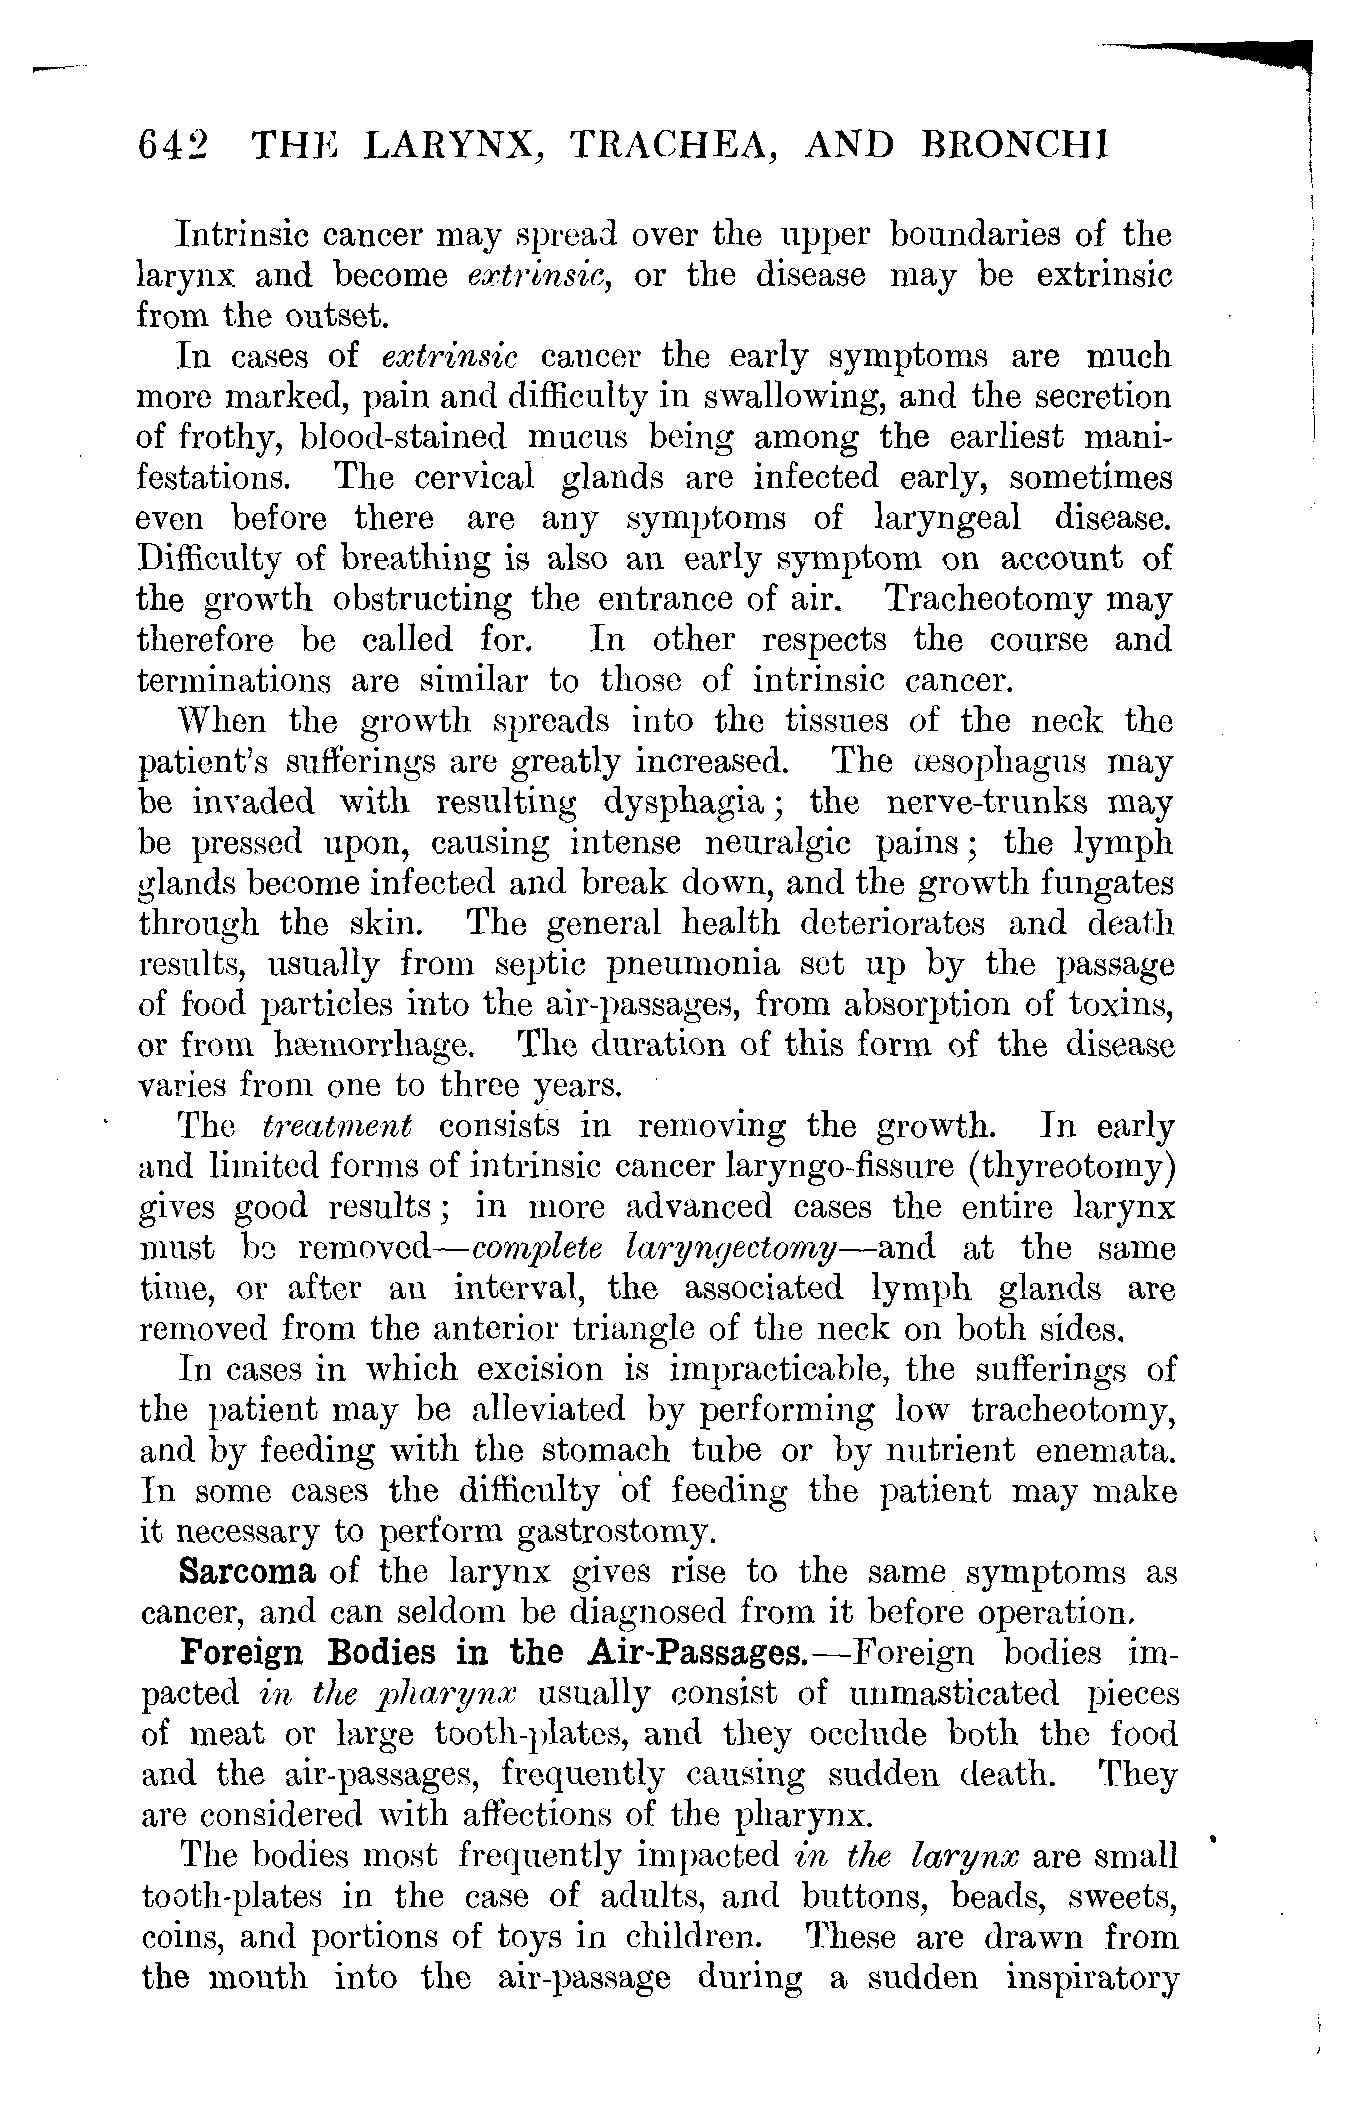 642 THE LARYNX, TRACHEA, AND BRONCHI
Intrinsic cancer may spread over the upper boundaries of the
larynx and become extrinsic, or the disease may be extrinsic
from the outset.
In cases of extrinsic cancer the early symptoms are much
more marked, pain and difficulty in swallowing, and the secretion
of frothy, blood-stained mucus being among the earliest mani-
festations. The cervical glands are infected early, sometimes
even before there are any symptoms of laryngeal disease.
Difficulty of breathing is also an early symptom on account of
the growth obstructing the entrance of air. Tracheotomy may
therefore be called for. In other respects the course and
terminations are similar to those of intrinsic cancer.
When the growth spreads into the tissues of the neck the
patient's sufferings are greatly increased. The œsophagus may
be invaded with resulting dysphagia; the nerve-trunks may
be pressed upon, causing intense neuralgic pains; the lymph
glands become infected and break down, and the growth fungates
through the skin. The general health deteriorates and death
results, usually from septic pneumonia set up by the passage
of food particles into the air-passages, from absorption of toxins,
or from hæmorrhage. The duration of this form of the disease
varies from one to three years.
The treatment consists in removing the growth. In early
and limited forms of intrinsic cancer laryngo-fissure (thyreotomy)
gives good results; in more advanced cases the entire larynx
must be removed—complete laryngectomy—and at the same
time, or after an interval, the associated lymph glands are
removed from the anterior triangle of the neck on both sides.
In cases in which excision is impracticable, the sufferings of
the patient may be alleviated by performing low tracheotomy,
and by feeding with the stomach tube or by nutrient enemata.
In some cases the difficulty of feeding the patient may make
it necessary to perform gastrostomy.
Sarcoma of the larynx gives rise to the same symptoms as
cancer, and can seldom be diagnosed from it before operation.
Foreign Bodies in the Air-Passages.—Foreign bodies im-
pacted in the pharynx usually consist of unmasticated pieces
of meat or large tooth-plates, and they occlude both the food
and the air-passages, frequently causing sudden death. They
are considered with affections of the pharynx.
The bodies most frequently impacted in the larynx are small
tooth-plates in the case of adults, and buttons, beads, sweets,
coins, and portions of toys in children. These are drawn from
the mouth into the air-passage during a sudden inspiratory